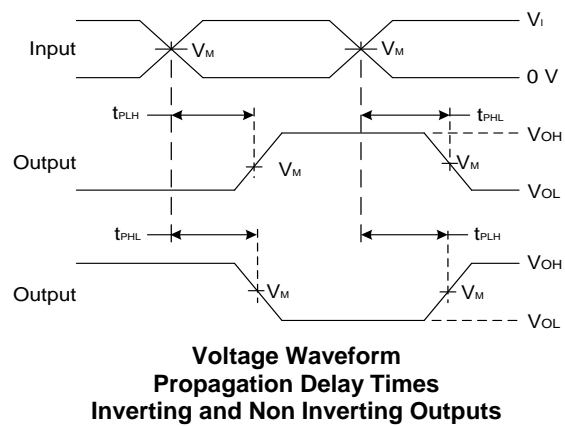 Input
VM
VM
VI
0 V
tPLH
tPHL
Output
VM
VM
VOH
VOL
tPHL
tPLH
Output
VM
VM
VOH
VOL
Voltage Waveform
Propagation Delay Times
Inverting and Non Inverting Outputs